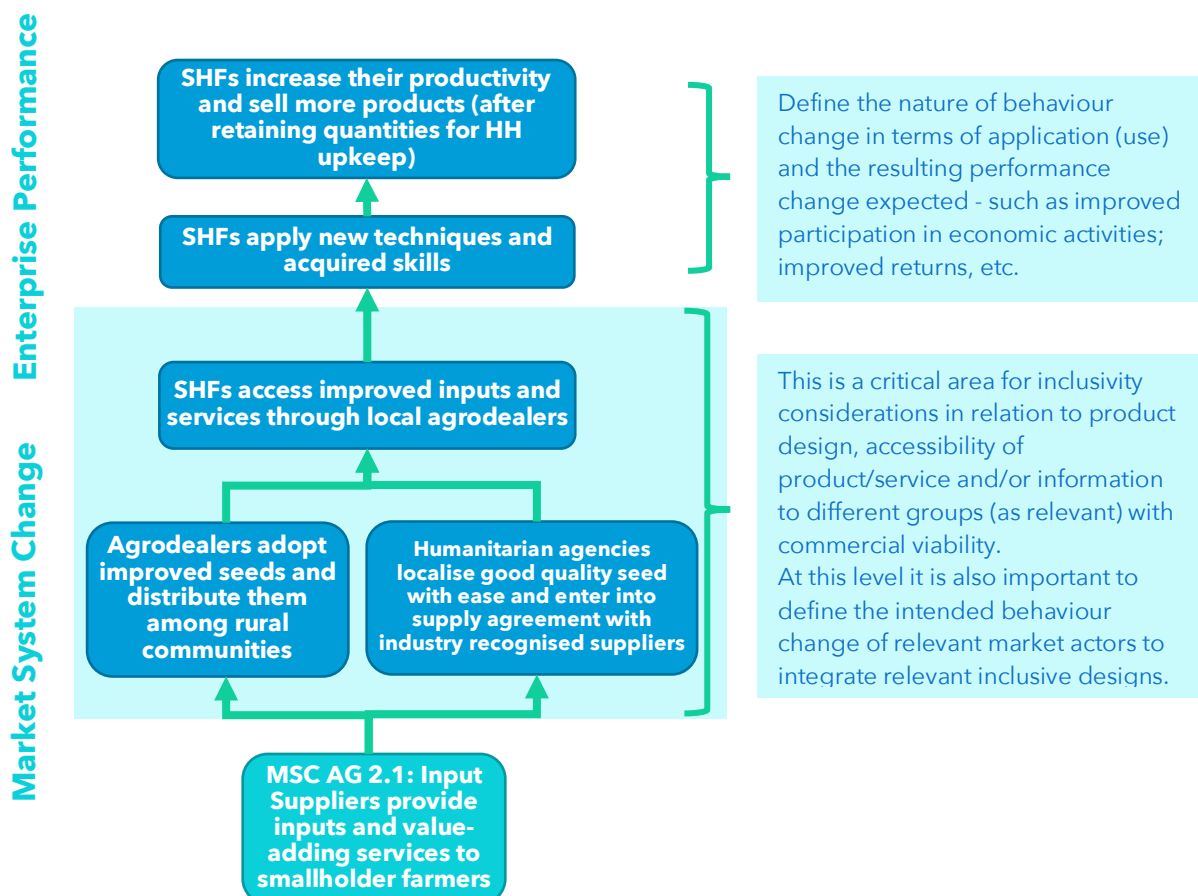 Enterprise Performance
SHFs increase their productivity
and sell more products (after
retaining quantities for HH
upkeep)
SHFs apply new techniques and
acquired skills
Define the nature of behaviour
change in terms of application (use)
and the resulting performance
change expected - such as improved
participation in economic activities;
improved returns, etc.
Market System Change
SHFs access improved inputs and
services through local agrodealers
Agrodealers adopt
improved seeds and
distribute them
among rural
communities
Humanitarian agencies
localise good quality seed
with ease and enter into
supply agreement with
industry recognised suppliers
This is a critical area for inclusivity
considerations in relation to product
design, accessibility of
product/service and/or information
to different groups (as relevant) with
commercial viability.
At this level it is also important to
define the intended behaviour
change of relevant market actors to
integrate relevant inclusive designs.
MSC AG 2.1: Input
Suppliers provide
inputs and value-
adding services to
smallholder farmers